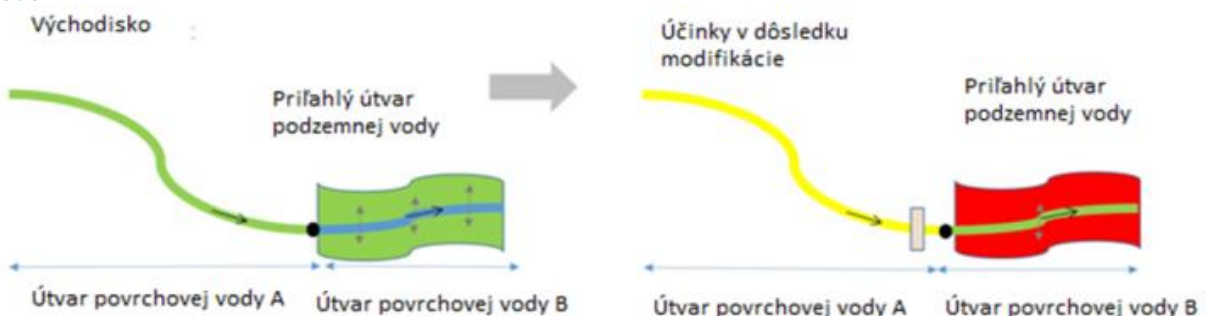 Východisko
Priľahlý útvar
podzemnej vody
Útvar povrchovej vody A
Útvar povrchovej vody B
Účinky v dôsledku
modifikácie
Priľahlý útvar
podzemnej vody
Útvar povrchovej vody A
Útvar povrchovej vody B